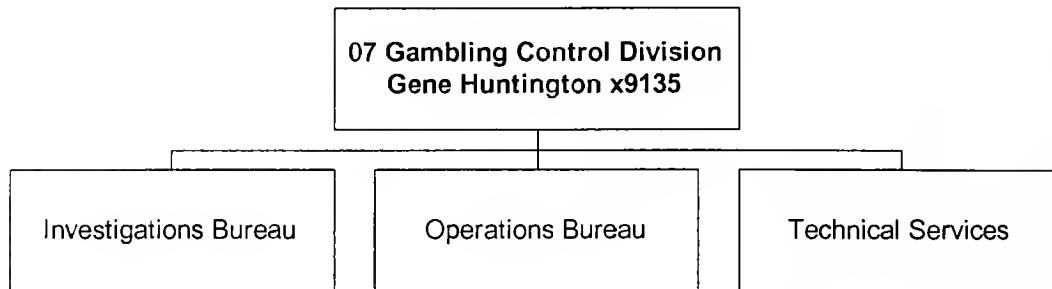 07 Gambling Control Division
Gene Huntington x9135
Investigations Bureau
Operations Bureau
Technical Services